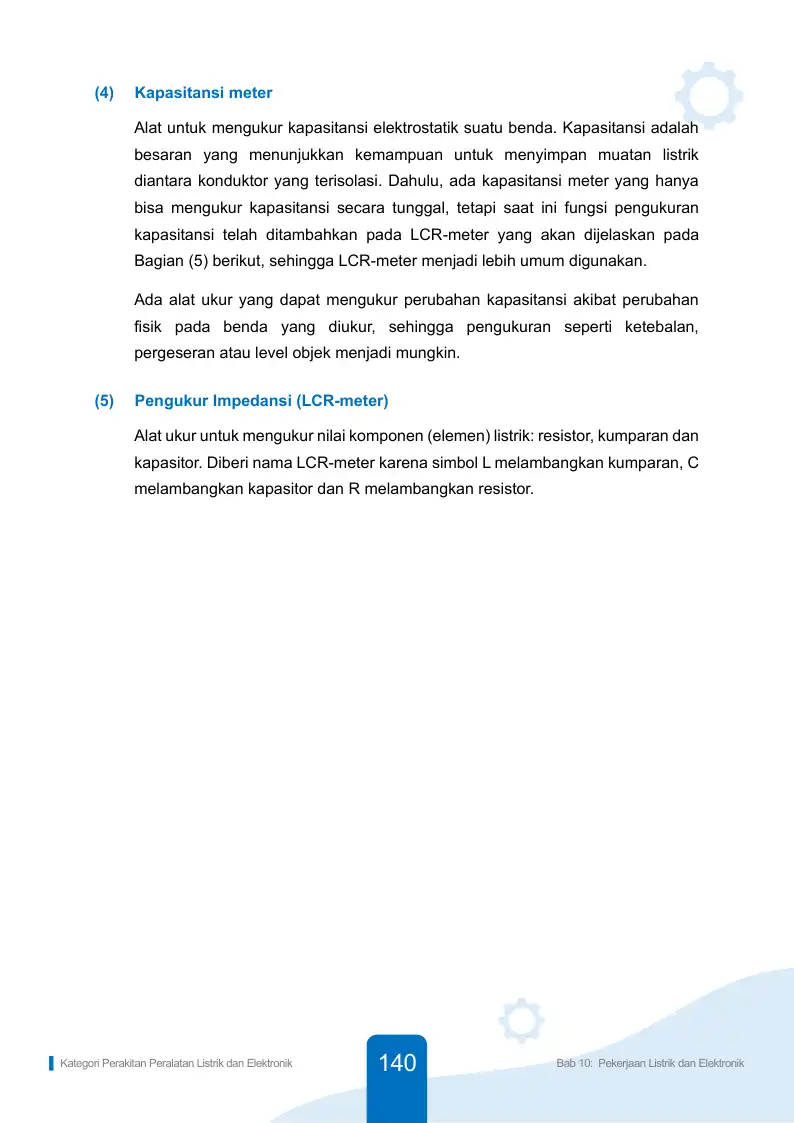 (4) Kapasitansi meter
Alat untuk mengukur kapasitansi elektrostatik suatu benda. Kapasitansi adalah
besaran yang menunjukkan kemampuan untuk menyimpan muatan listrik
diantara konduktor yang terisolasi. Dahulu, ada kapasitansi meter yang hanya
bisa mengukur kapasitansi secara tunggal, tetapi saat ini fungsi pengukuran
kapasitansi telah ditambahkan pada LCR-meter yang akan dijelaskan pada
Bagian (5) berikut, sehingga LCR-meter menjadi lebih umum digunakan.
Ada alat ukur yang dapat mengukur perubahan kapasitansi akibat perubahan
fisik pada benda yang diukur, sehingga pengukuran seperti ketebalan,
pergeseran atau level objek menjadi mungkin.
(5) Pengukur Impedansi (LCR-meter)
Alat ukur untuk mengukur nilai komponen (elemen) listrik: resistor, kumparan dan
kapasitor. Diberi nama LCR-meter karena simbol L melambangkan kumparan, C
melambangkan kapasitor dan R melambangkan resistor.
Kategori Perakitan Peralatan Listrik dan Elektronik
140
Bab 10: Pekerjaan Listrik dan Elektronik